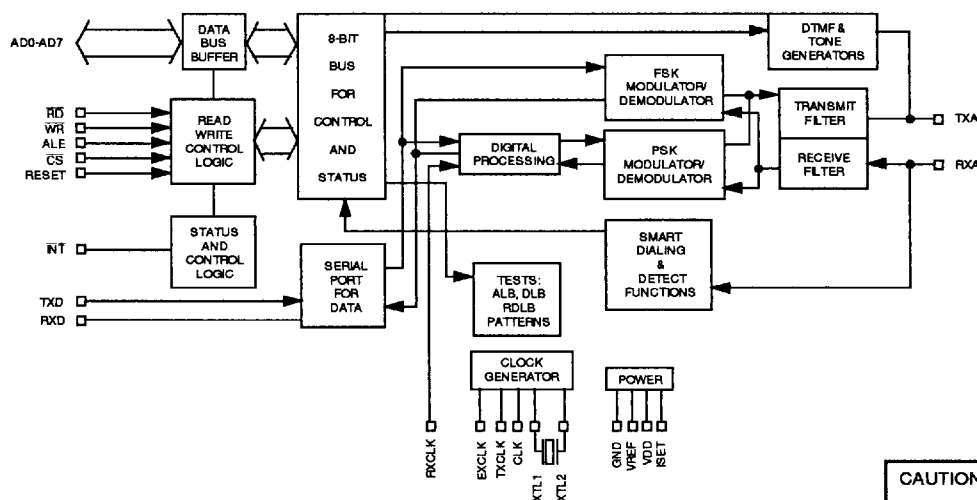 AD0-AD7
DATA
BUS
BUFFER
8-BIT
BUS
FOR
CONTROL
AND
STATUS
DTMF &
TONE
GENERATORS
FSK
MODULATOR/
DEMODULATOR
RD
WR
ALE
CS
RESET
READ
WRITE
CONTROL
LOGIC
DIGITAL
PROCESSING
PSK
MODULATOR/
DEMODULATOR
TRANSMIT
FILTER
RECEIVE
FILTER
TXA
RXA
INT
STATUS
AND
CONTROL
LOGIC
SMART
DIALING
&
DETECT
FUNCTIONS
TXD
RXD
SERIAL
PORT
FOR
DATA
TESTS:
ALB, DLB
RDLB
PATTERNS
CLOCK
GENERATOR
POWER
RXCLK
EXCLK
TXCLK
CLK
XTL1
XTL2
GND
VREF
VDD
ISET
CAUTION